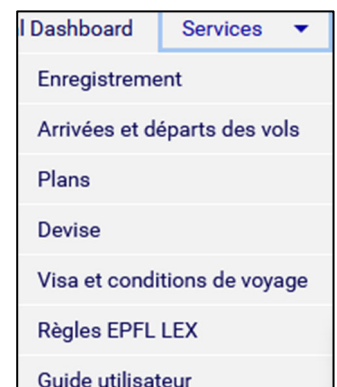 l Dashboard Services
Enregistrement
Arrivées et départs des vols
Plans
Devise
Visa et conditions de voyage
Règles EPFL LEX
Guide utilisateur